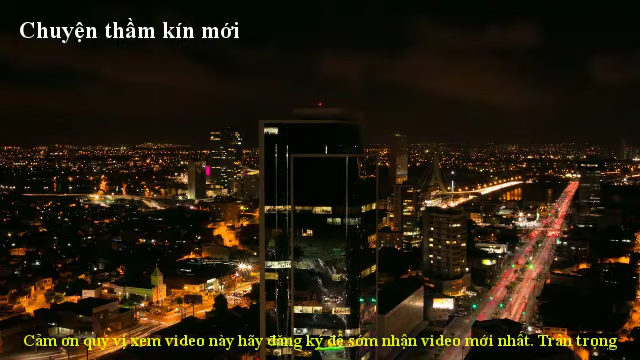 Chuyện thầm kín mới
Cảm ơn quý vị xem video này hãy đăng ký để sớm nhận video mới nhất. Trân trọng